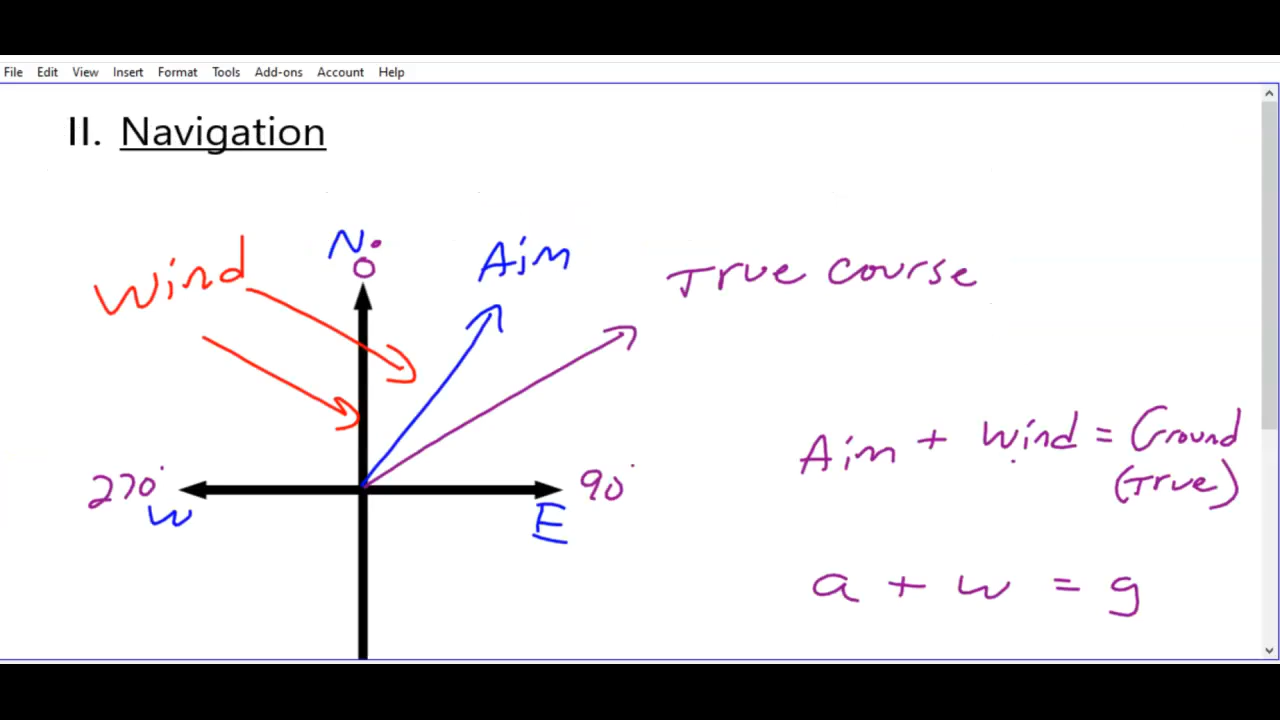 File Edit View Insert Format Tools Add-ons Account Help
II. Navigation
Wind
N
0°
Aim
True course
Aim + Wind = Ground
(True)
270°
W
90°
E
a + w = g